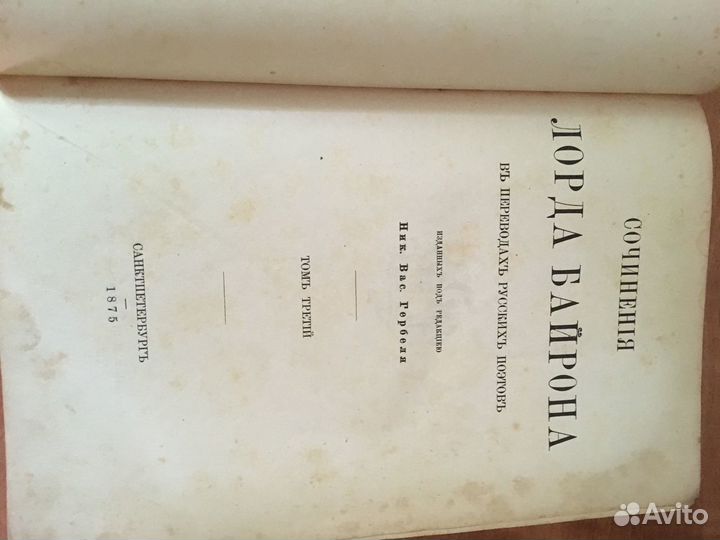 СОЧИНЕНІЯ
ЛОРДА БАЙРОНА
ВЪ ПЕРЕВОДАХЪ РУССКИХЪ ПОЭТОВЪ
ИЗДАННЫХЪ ПОДЪ РЕДАКЦІЕЮ
Ник. Вас. Гербеля
ТОМЪ ТРЕТІЙ
САНКТПЕТЕРБУРГЪ
1875
Avito